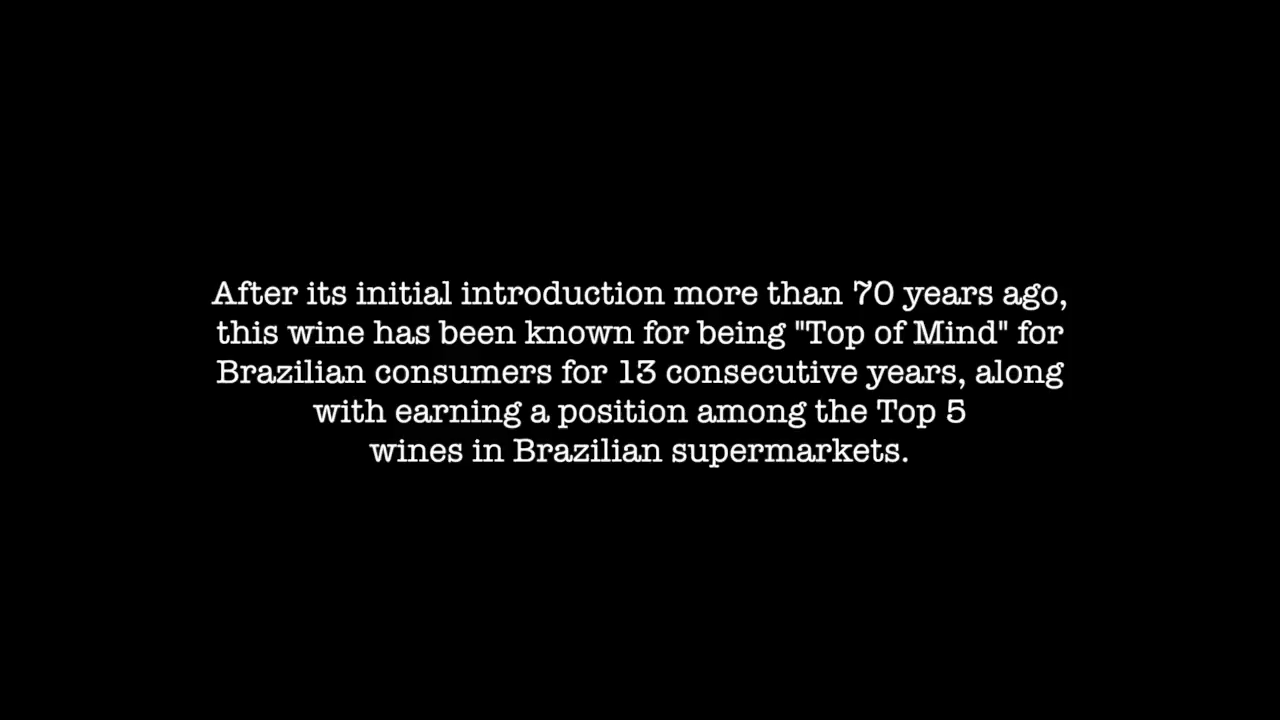 After its initial introduction more than 70 years ago,
this wine has been known for being "Top of Mind" for
Brazilian consumers for 13 consecutive years, along
with earning a position among the Top 5
wines in Brazilian supermarkets.